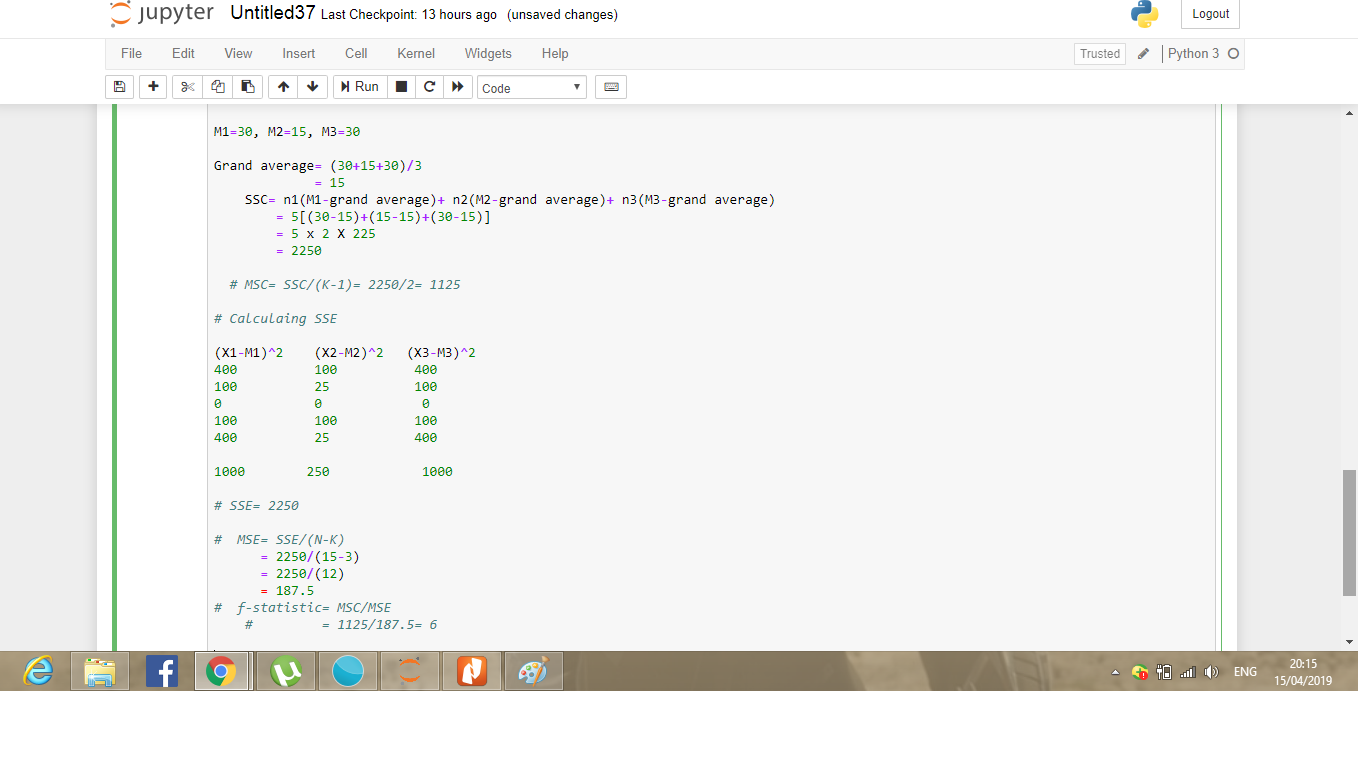 jupyter Untitled37 Last Checkpoint: 13 hours ago (unsaved changes)
Logout
File Edit View Insert Cell Kernel Widgets Help
Trusted Python 3
Run Code
M1=30, M2=15, M3=30
Grand average= (30+15+30)/3
= 15
SSC= n1(M1-grand average)+ n2(M2-grand average)+ n3(M3-grand average)
= 5[(30-15)+(15-15)+(30-15)]
= 5 x 2 X 225
= 2250
# MSC= SSC/(K-1)= 2250/2= 1125
# Calculaing SSE
(X1-M1)^2 (X2-M2)^2 (X3-M3)^2
400 100 400
100 25 100
0 0 0
100 100 100
400 25 400
1000 250 1000
# SSE= 2250
# MSE= SSE/(N-K)
= 2250/(15-3)
= 2250/(12)
= 187.5
# f-statistic= MSC/MSE
# = 1125/187.5= 6
ENG
20:15
15/04/2019